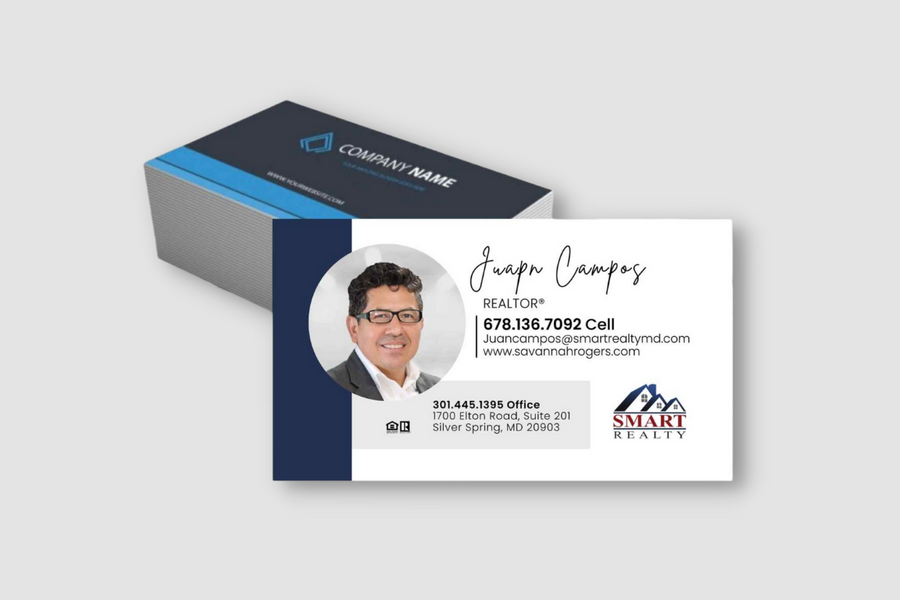 COMPANY NAME
WWW.YOURWEBSITE.COM
Juapn Campos
REALTOR®
678.136.7092 Cell
Juancampos@smartrealtymd.com
www.savannahrogers.com
301.445.1395 Office
1700 Elton Road, Suite 201
Silver Spring, MD 20903
SMART
REALTY